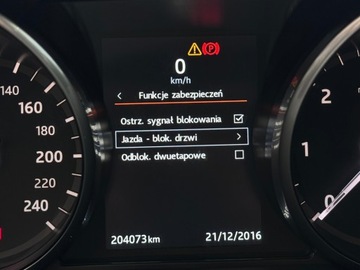 0
km/h
Funkcje zabezpieczeń
Ostrz. sygnał blokowania
Jazda - blok. drzwi
Odblok. dwuetapowe
204073 km
21/12/2016
140
160
180
200
220
240
2
1
0